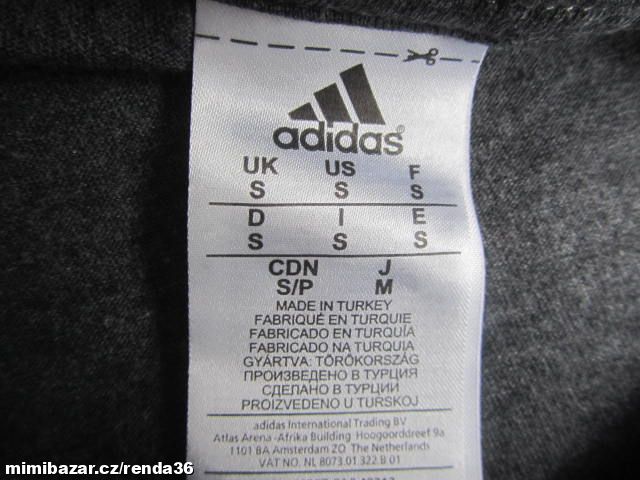 adidas®
UK US F
S S S
D I E
S S S
CDN J
S/P M
MADE IN TURKEY
FABRIQUÉ EN TURQUIE
FABRICADO EN TURQUÍA
FABRICADO NA TURQUIA
GYÁRTVA: TÖRÖKORSZÁG
ПРОИЗВЕДЕНО В ТУРЦИЯ
СДЕЛАНО В ТУРЦИИ
PROIZVEDENO U TURSKOJ
adidas International Trading BV
Atlas Arena -Afrika Building Hoogoorddreef 9a
1101 BA Amsterdam ZO The Netherlands
VAT NO. NL 8073.01.322.B 01
mimibazar.cz/renda36